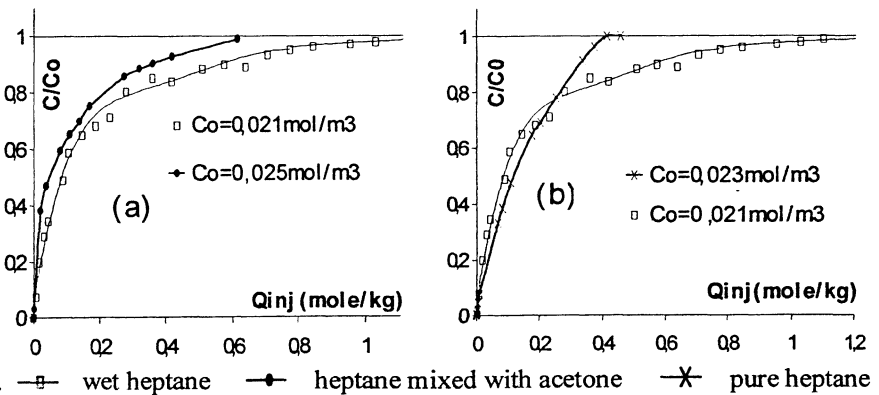 C/Co
1
0,8
0,6
0,4
0,2
0
Co=0,021mol/m3
Co=0,025mol/m3
(a)
Qinj (mole/kg)
0 0,2 0,4 0,6 0,8 1
C/C0
1
0,8
0,6
0,4
0,2
0
Co=0,023mol/m3
Co=0,021mol/m3
(b)
Qinj (mole/kg)
0 0,2 0,4 0,6 0,8 1 1,2
wet heptane heptane mixed with acetone pure heptane